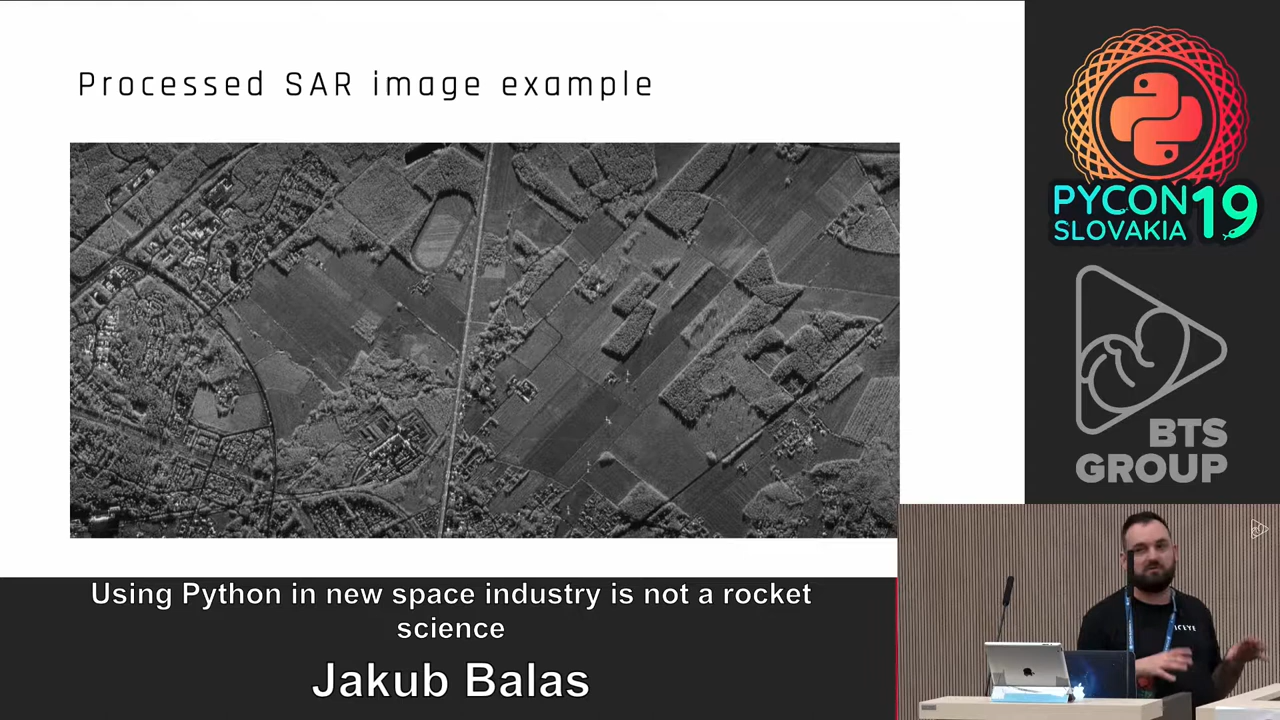 Processed SAR image example
PYCON 19
SLOVAKIA
BTS
GROUP
ICEYE
Using Python in new space industry is not a rocket
science
Jakub Balas